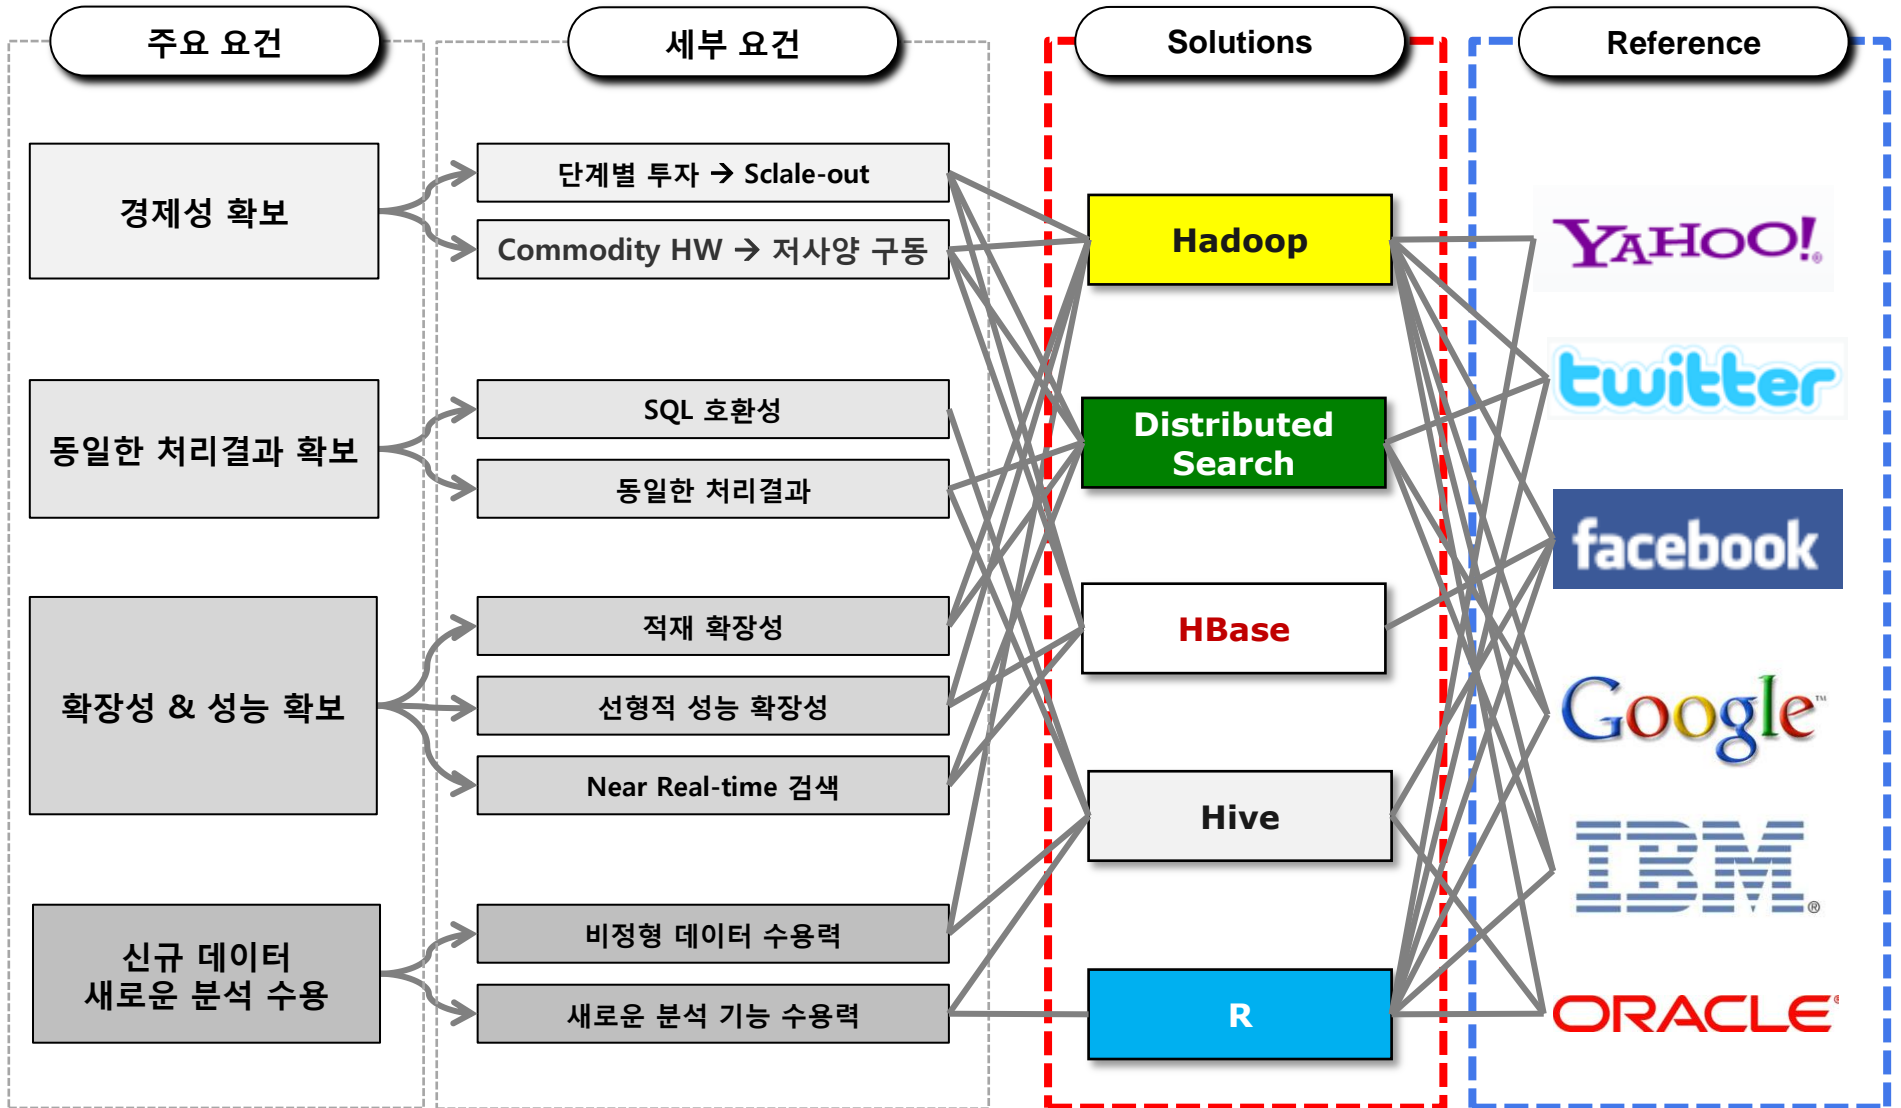 주요 요건
세부 요건
Solutions
Reference
경제성 확보
단계별 투자 → Sclale-out
Commodity HW → 저사양 구동
동일한 처리결과 확보
SQL 호환성
동일한 처리결과
확장성 & 성능 확보
적재 확장성
선형적 성능 확장성
Near Real-time 검색
신규 데이터
새로운 분석 수용
비정형 데이터 수용력
새로운 분석 기능 수용력
Hadoop
Distributed
Search
HBase
Hive
R
YAHOO!®
twitter
facebook
Google™
IBM®
ORACLE®